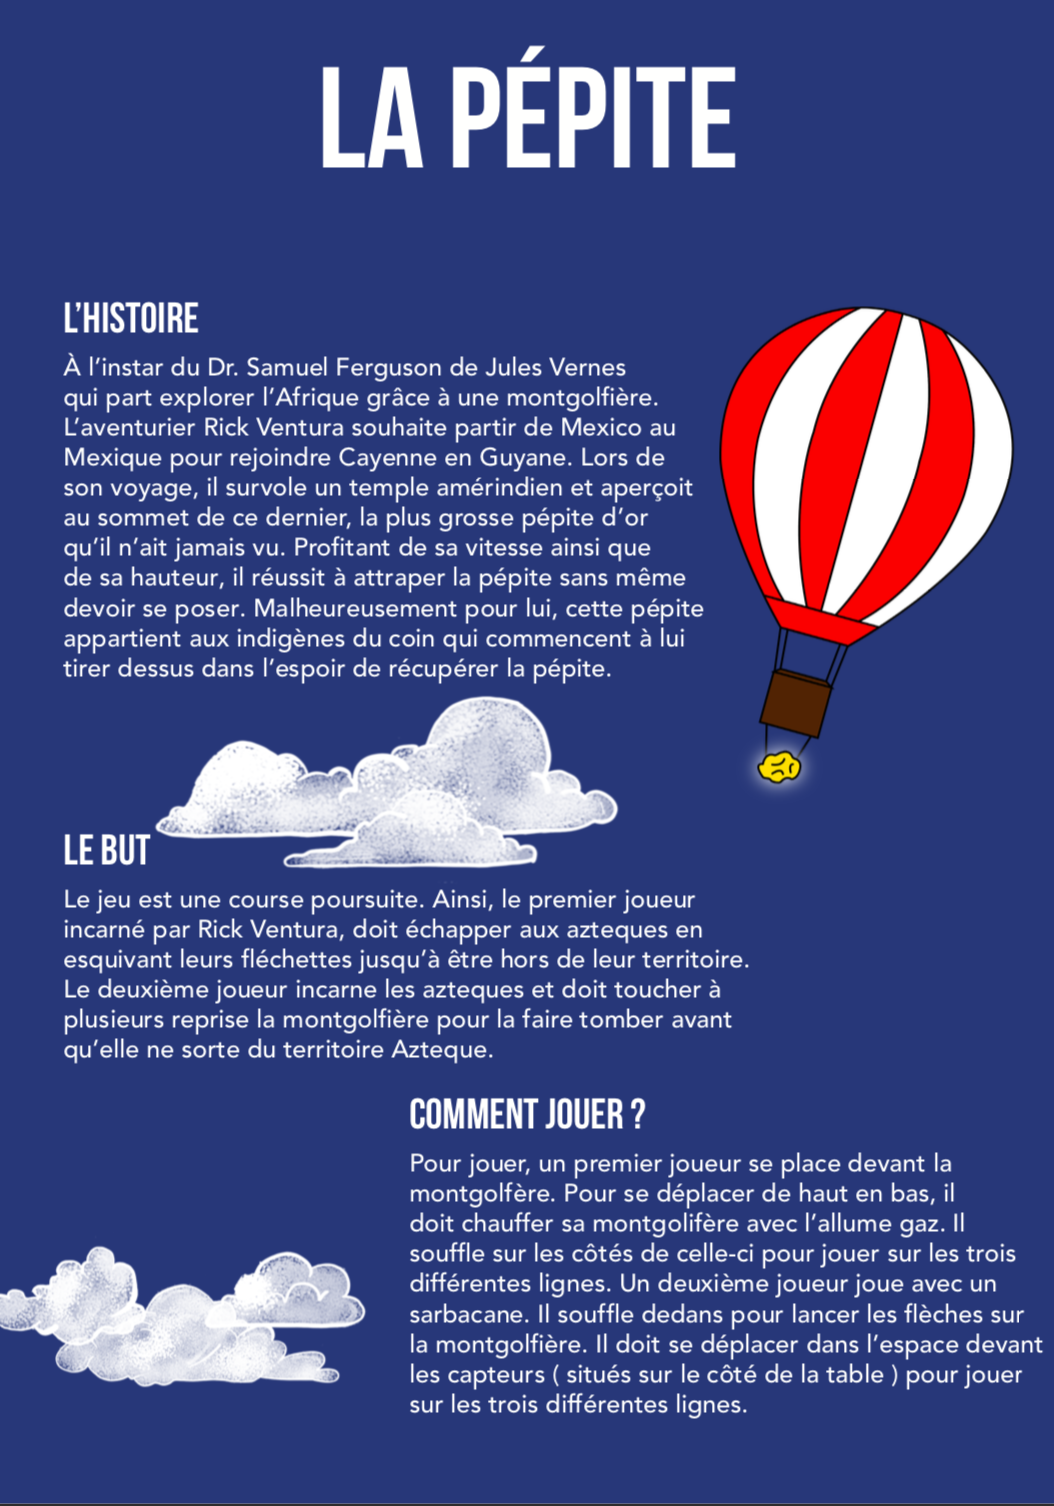 LA PÉPITE
L'HISTOIRE
À l'instar du Dr. Samuel Ferguson de Jules Vernes
qui part explorer l'Afrique grâce à une montgolfière.
L'aventurier Rick Ventura souhaite partir de Mexico au
Mexique pour rejoindre Cayenne en Guyane. Lors de
son voyage, il survole un temple amérindien et aperçoit
au sommet de ce dernier, la plus grosse pépite d'or
qu'il n'ait jamais vu. Profitant de sa vitesse ainsi que
de sa hauteur, il réussit à attraper la pépite sans même
devoir se poser. Malheureusement pour lui, cette pépite
appartient aux indigènes du coin qui commencent à lui
tirer dessus dans l'espoir de récupérer la pépite.
LE BUT
Le jeu est une course poursuite. Ainsi, le premier joueur
incarné par Rick Ventura, doit échapper aux azteques en
esquivant leurs fléchettes jusqu'à être hors de leur territoire.
Le deuxième joueur incarne les azteques et doit toucher à
plusieurs reprise la montgolfière pour la faire tomber avant
qu'elle ne sorte du territoire Azteque.
COMMENT JOUER ?
Pour jouer, un premier joueur se place devant la
montgolfère. Pour se déplacer de haut en bas, il
doit chauffer sa montgolifère avec l'allume gaz. Il
souffle sur les côtés de celle-ci pour jouer sur les trois
différentes lignes. Un deuxième joueur joue avec un
sarbacane. Il souffle dedans pour lancer les flèches sur
la montgolfière. Il doit se déplacer dans l'espace devant
les capteurs ( situés sur le côté de la table ) pour jouer
sur les trois différentes lignes.